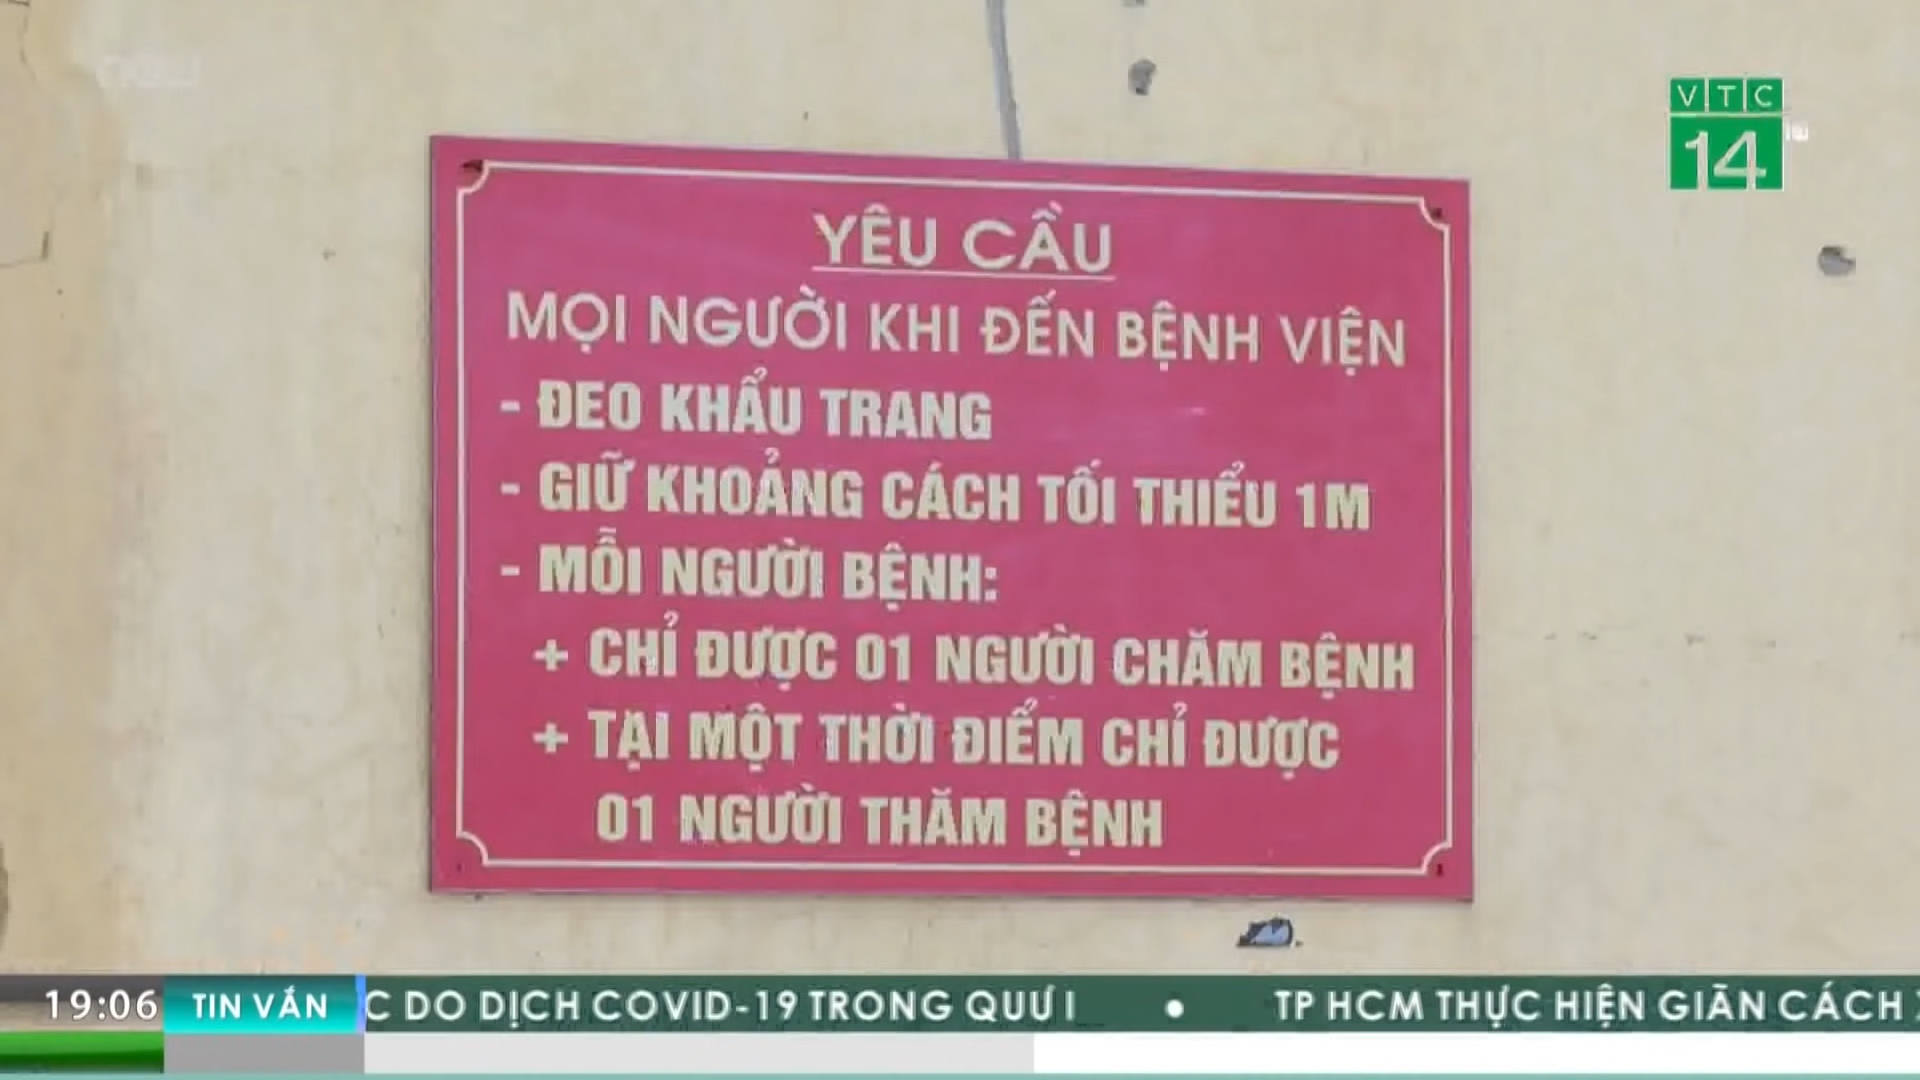 VTC
14
YÊU CẦU
MỌI NGƯỜI KHI ĐẾN BỆNH VIỆN
- ĐEO KHẨU TRANG
- GIỮ KHOẢNG CÁCH TỐI THIỂU 1M
- MỖI NGƯỜI BỆNH:
+ CHỈ ĐƯỢC 01 NGƯỜI CHĂM BỆNH
+ TẠI MỘT THỜI ĐIỂM CHỈ ĐƯỢC
01 NGƯỜI THĂM BỆNH
19:06 TIN VẮN C DO DỊCH COVID-19 TRONG QUƯ I • TP HCM THỰC HIỆN GIÃN CÁCH